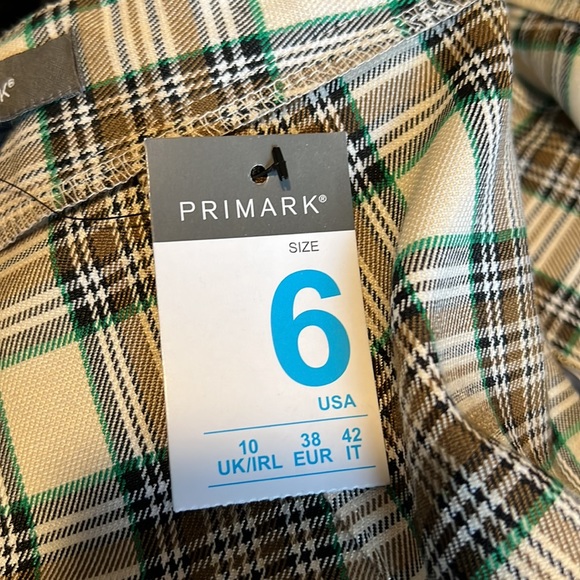 PRIMARK®
SIZE
6
USA
10 38 42
UK/IRL EUR IT